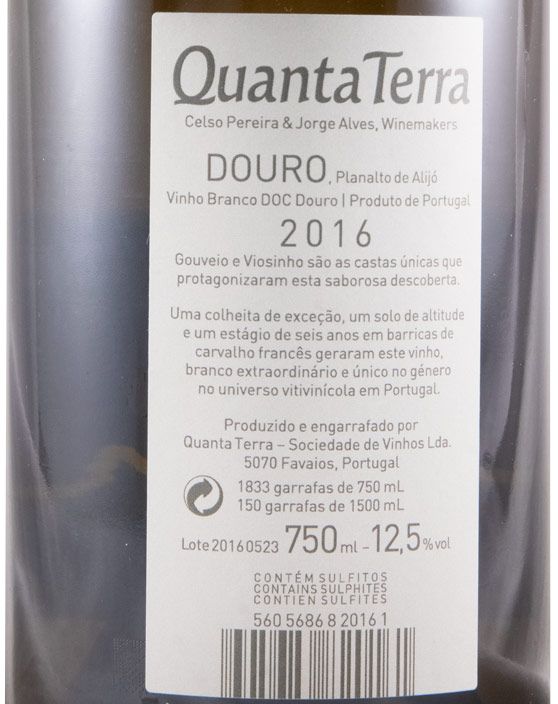 Quanta Terra
Celso Pereira & Jorge Alves, Winemakers
DOURO, Planalto de Alijó
Vinho Branco DOC Douro | Produto de Portugal
2016
Gouveio e Viosinho são as castas únicas que
protagonizaram esta saborosa descoberta.
Uma colheita de exceção, um solo de altitude
e um estágio de seis anos em barricas de
carvalho francês geraram este vinho,
branco extraordinário e único no género
no universo vitivinícola em Portugal.
Produzido e engarrafado por
Quanta Terra – Sociedade de Vinhos Lda.
5070 Favaios, Portugal
1833 garrafas de 750 mL
150 garrafas de 1500 mL
Lote 20160523 750 ml – 12,5 % vol
CONTÉM SULFITOS
CONTAINS SULPHITES
CONTIEN SULFITES
560 5686 8 2016 1